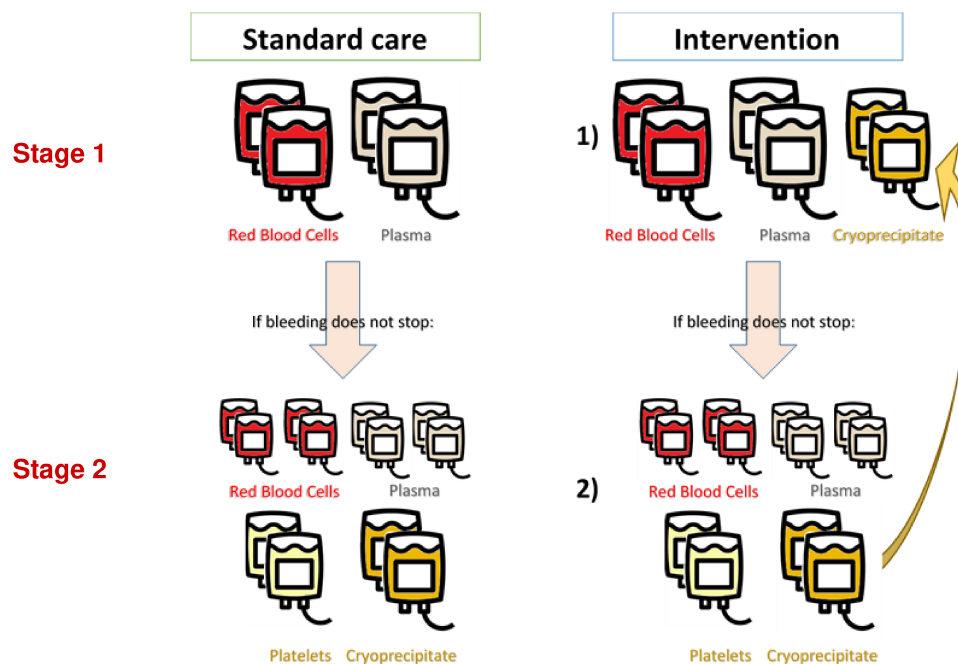 Standard care
Intervention
Stage 1
1)
Red Blood Cells
Plasma
Red Blood Cells
Plasma
Cryoprecipitate
If bleeding does not stop:
If bleeding does not stop:
Stage 2
2)
Red Blood Cells
Plasma
Red Blood Cells
Plasma
Platelets
Cryoprecipitate
Platelets
Cryoprecipitate